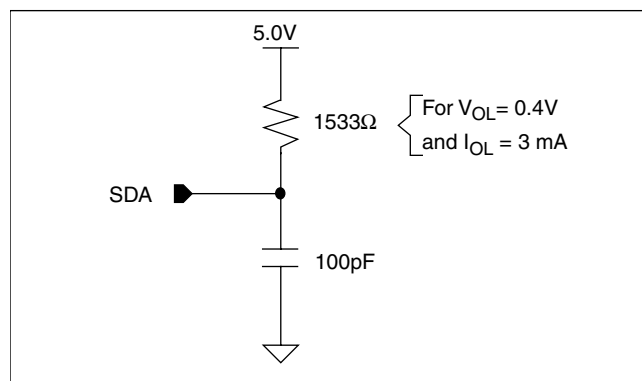 5.0V
1533Ω
For VOL= 0.4V
and IOL = 3 mA
SDA
100pF